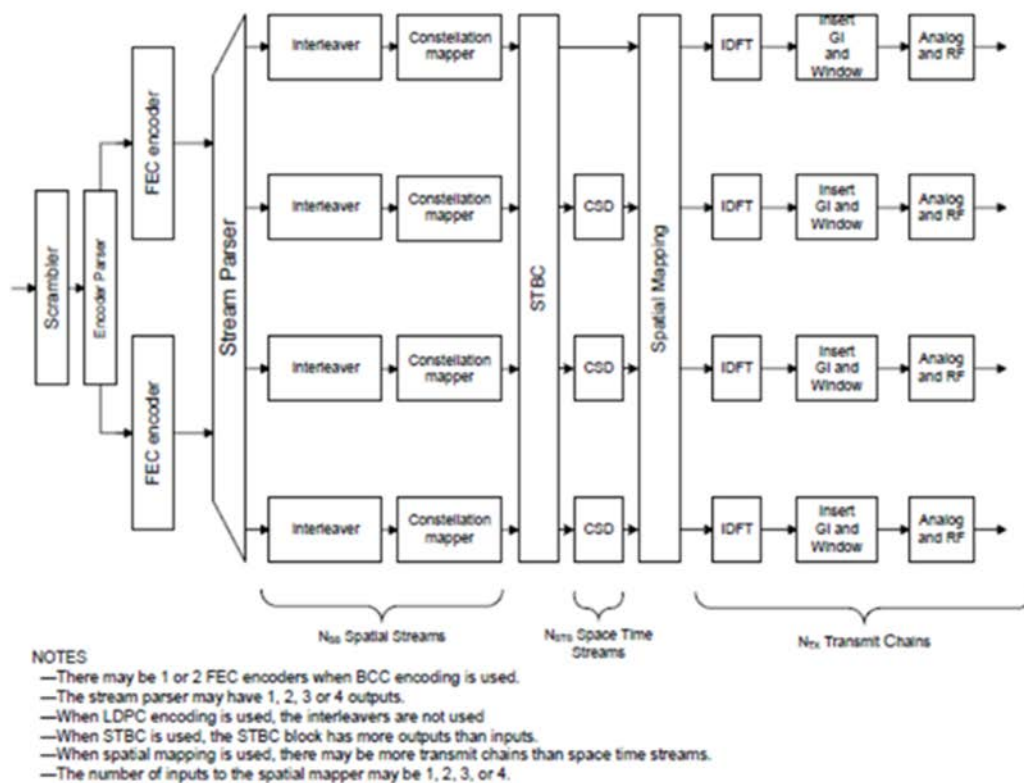 Scrambler
Encoder Parser
FEC encoder
FEC encoder
Stream Parser
Interleaver
Constellation
mapper
Interleaver
Constellation
mapper
Interleaver
Constellation
mapper
Interleaver
Constellation
mapper
STBC
CSD
CSD
CSD
Spatial Mapping
IDFT
Insert
GI
and
Window
Analog
and RF
IDFT
Insert
GI and
Window
Analog
and RF
IDFT
Insert
GI and
Window
Analog
and RF
IDFT
Insert
GI and
Window
Analog
and RF
NSS Spatial Streams
NSTS Space Time
Streams
NTX Transmit Chains
NOTES
—There may be 1 or 2 FEC encoders when BCC encoding is used.
—The stream parser may have 1, 2, 3 or 4 outputs.
—When LDPC encoding is used, the interleavers are not used
—When STBC is used, the STBC block has more outputs than inputs.
—When spatial mapping is used, there may be more transmit chains than space time streams.
—The number of inputs to the spatial mapper may be 1, 2, 3, or 4.